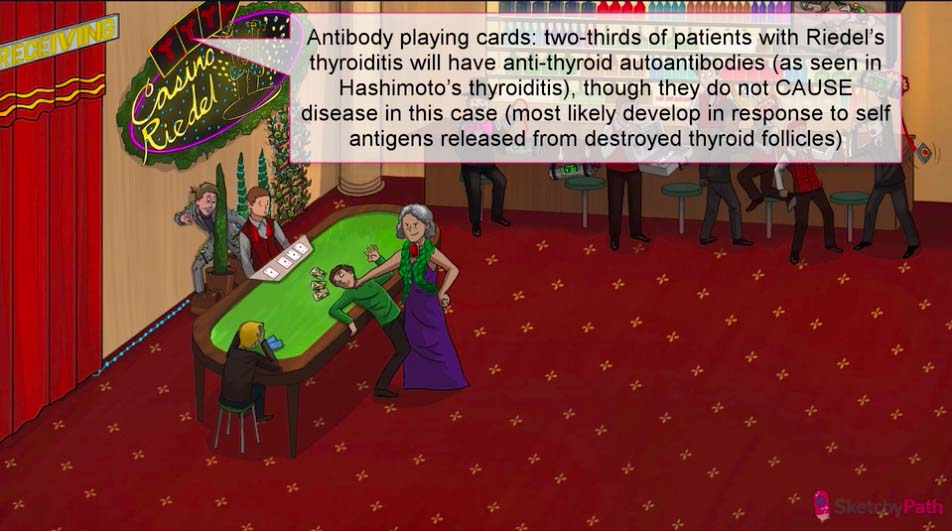 RECEIVING
Casino
Riedel
Antibody playing cards: two-thirds of patients with Riedel's
thyroiditis will have anti-thyroid autoantibodies (as seen in
Hashimoto's thyroiditis), though they do not CAUSE
disease in this case (most likely develop in response to self
antigens released from destroyed thyroid follicles)
SketchyPath